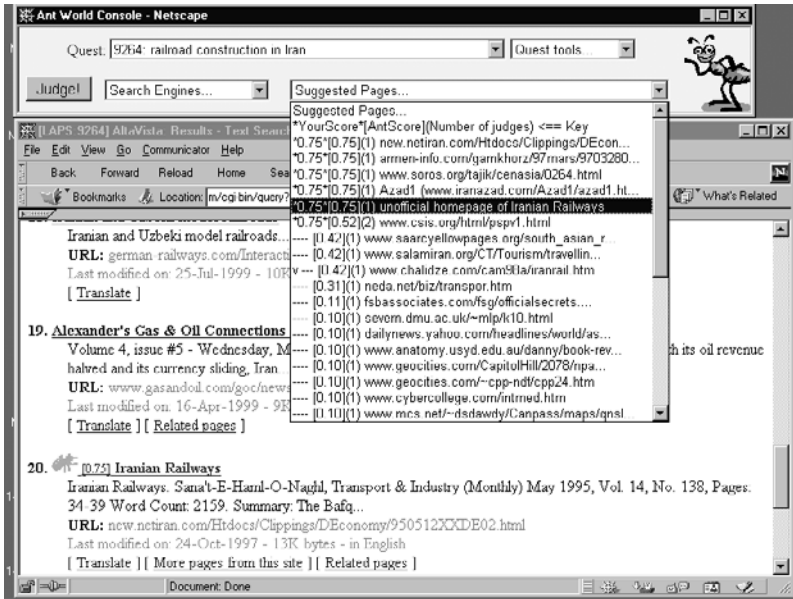 Ant World Console - Netscape
Quest: 9264: railroad construction in Iran
Quest tools...
Judge!
Search Engines...
Suggested Pages...
Suggested Pages...
*YourScore*[AntScore](Number of judges) <== Key
*0.75*[0.75](1) new.netiran.com/Htdocs/Clippings/DEcon...
*0.75*[0.75](1) armen-info.com/gamkhorz/97mars/9703280...
*0.75*[0.75](1) www.soros.org/tajik/cenasia/0264.html
*0.75*[0.75](1) Azad1 (www.iranazad.com/Azad1/azad1.ht...
*0.75*[0.75](1) unofficial homepage of Iranian Railways
*0.75*[0.52](2) www.csis.org/html/pspv1.html
---- [0.42](1) www.saarcyellowpages.org/south_asian_r...
---- [0.42](1) www.salamiran.org/CT/Tourism/travellin...
v --- [0.42](1) www.chalidze.com/cam98a/iranrail.htm
---- [0.31](1) neda.net/biz/transpor.htm
---- [0.11](1) fsbassociates.com/fsg/officialsecrets....
---- [0.10](1) severn.dmu.ac.uk/~mlp/k10.html
---- [0.10](1) dailynews.yahoo.com/headlines/world/as...
---- [0.10](1) www.anatomy.usyd.edu.au/danny/book-rev...
---- [0.10](1) www.geocities.com/CapitolHill/2078/npa...
---- [0.10](1) www.geocities.com/~cpp-ndf/cpp24.htm
---- [0.10](1) www.cybercollege.com/intmed.htm
---- [0.10](1) www.mcs.net/~dsdawdy/Canpass/maps/qnsl...
[LAPS 9264] AltaVista: Results - Text Search
File Edit View Go Communicator Help
Back Forward Reload Home Sea
Bookmarks Location: m/cgi bin/query? What's Related
Iranian and Uzbeki model railroads...
URL: german-railways.com/Interacti
Last modified on: 25-Jul-1999 - 10K
[ Translate ]
19. Alexander's Gas & Oil Connections
Volume 4, issue #5 - Wednesday, M h its oil revenue
halved and its currency sliding, Iran
URL: www.gasandoil.com/goc/news
Last modified on: 16-Apr-1999 - 9K
[ Translate ] [ Related pages ]
20. [0.75] Iranian Railways
Iranian Railways. Sana't-E-Haml-O-Naghl, Transport & Industry (Monthly) May 1995, Vol. 14, No. 138, Pages.
34-39 Word Count: 2159. Summary: The Bafq...
URL: new.netiran.com/Htdocs/Clippings/DEconomy/950512XXDE02.html
Last modified on: 24-Oct-1997 - 13K bytes - in English
[ Translate ] [ More pages from this site ] [ Related pages ]
Document: Done